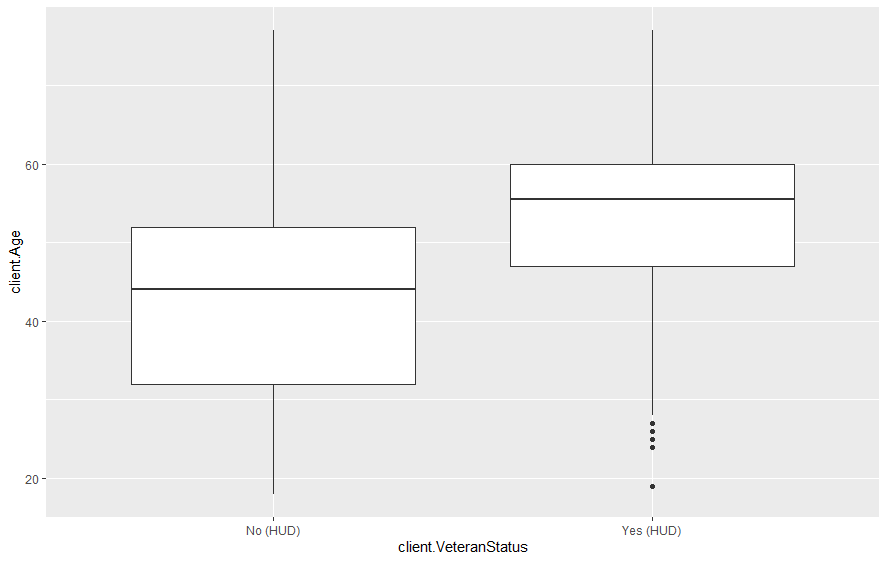 client.Age
60
40
20
No (HUD)
Yes (HUD)
client.VeteranStatus